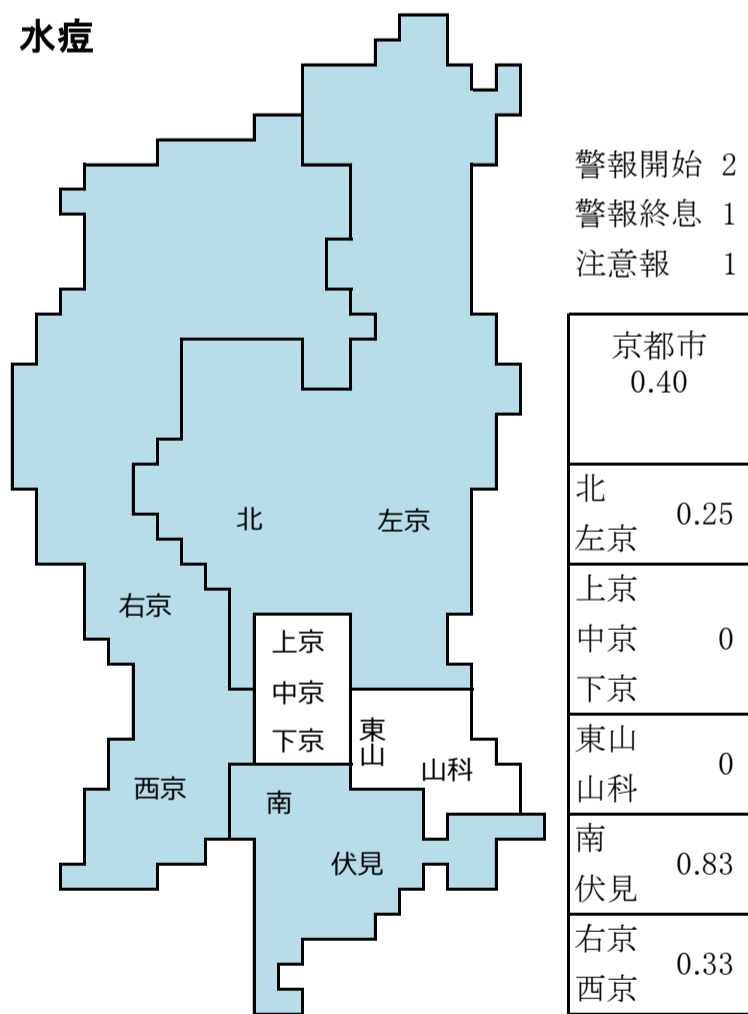 水痘
警報開始 2
警報終息 1
注意報 1
京都市
0.40
北
左京
0.25
上京
中京
下京
0
東山
山科
0
南
伏見
0.83
右京
西京
0.33
北
左京
右京
上京
中京
下京
東山
山科
西京
南
伏見